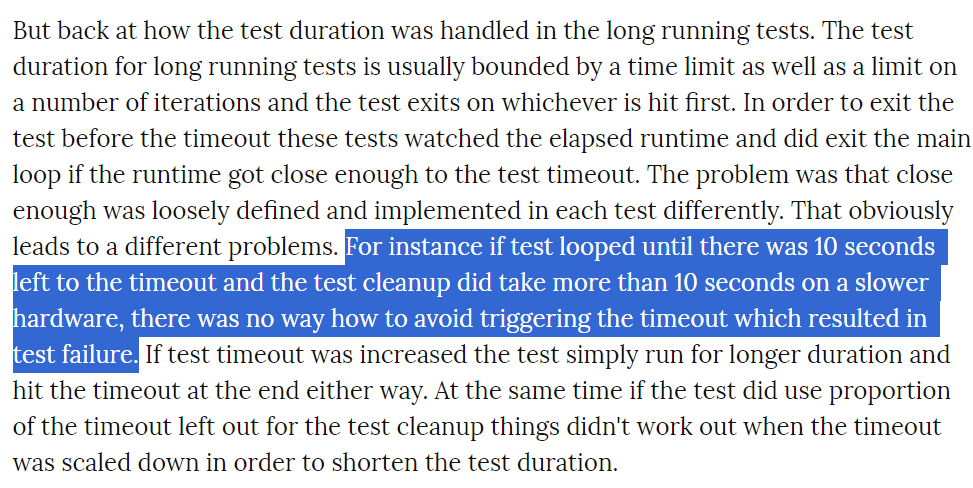 But back at how the test duration was handled in the long running tests. The test
duration for long running tests is usually bounded by a time limit as well as a limit on
a number of iterations and the test exits on whichever is hit first. In order to exit the
test before the timeout these tests watched the elapsed runtime and did exit the main
loop if the runtime got close enough to the test timeout. The problem was that close
enough was loosely defined and implemented in each test differently. That obviously
leads to a different problems. For instance if test looped until there was 10 seconds
left to the timeout and the test cleanup did take more than 10 seconds on a slower
hardware, there was no way how to avoid triggering the timeout which resulted in
test failure. If test timeout was increased the test simply run for longer duration and
hit the timeout at the end either way. At the same time if the test did use proportion
of the timeout left out for the test cleanup things didn't work out when the timeout
was scaled down in order to shorten the test duration.